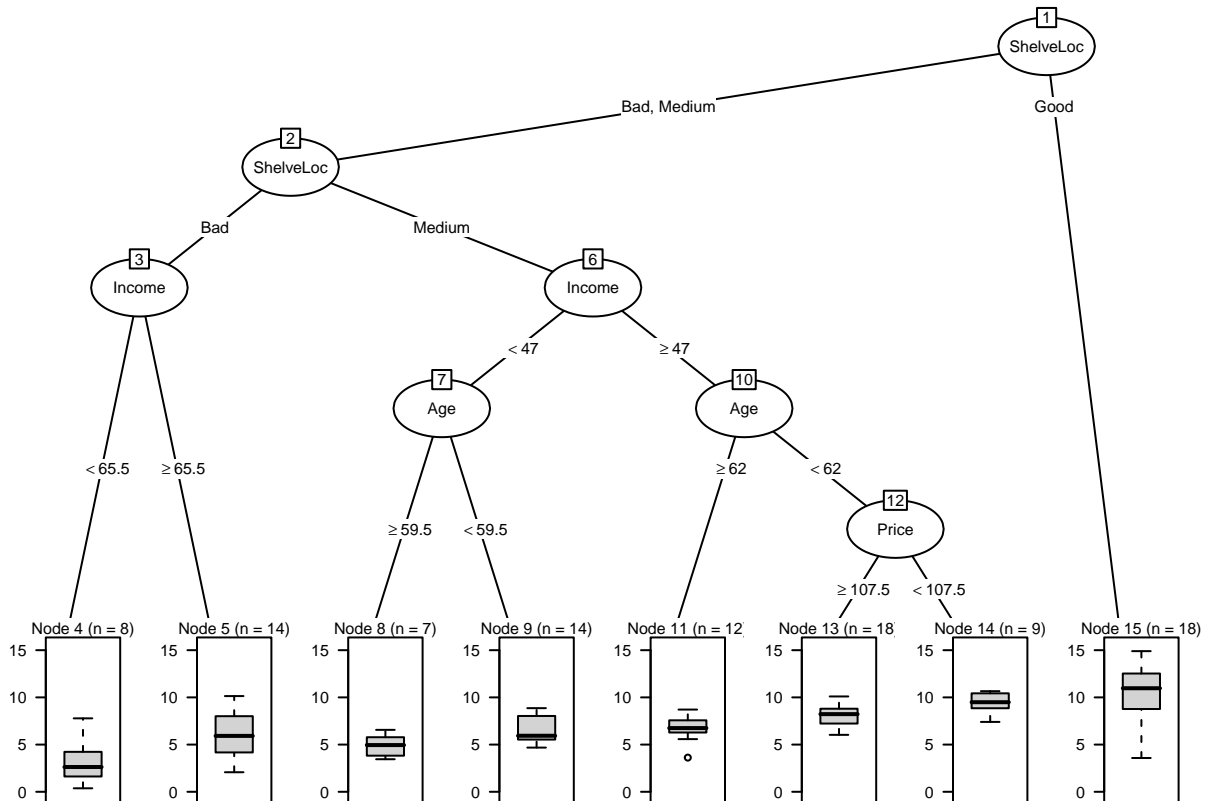 1
ShelveLoc
Bad, Medium
Good
2
ShelveLoc
Bad
Medium
3
Income
6
Income
< 47
≥ 47
7
Age
10
Age
< 65.5
≥ 65.5
≥ 62
< 62
12
Price
≥ 59.5
< 59.5
≥ 107.5
< 107.5
Node 4 (n = 8)
Node 5 (n = 14)
Node 8 (n = 7)
Node 9 (n = 14)
Node 11 (n = 12)
Node 13 (n = 18)
Node 14 (n = 9)
Node 15 (n = 18)
15 15 15 15 15 15 15 15
10 10 10 10 10 10 10 10
5 5 5 5 5 5 5 5
0 0 0 0 0 0 0 0